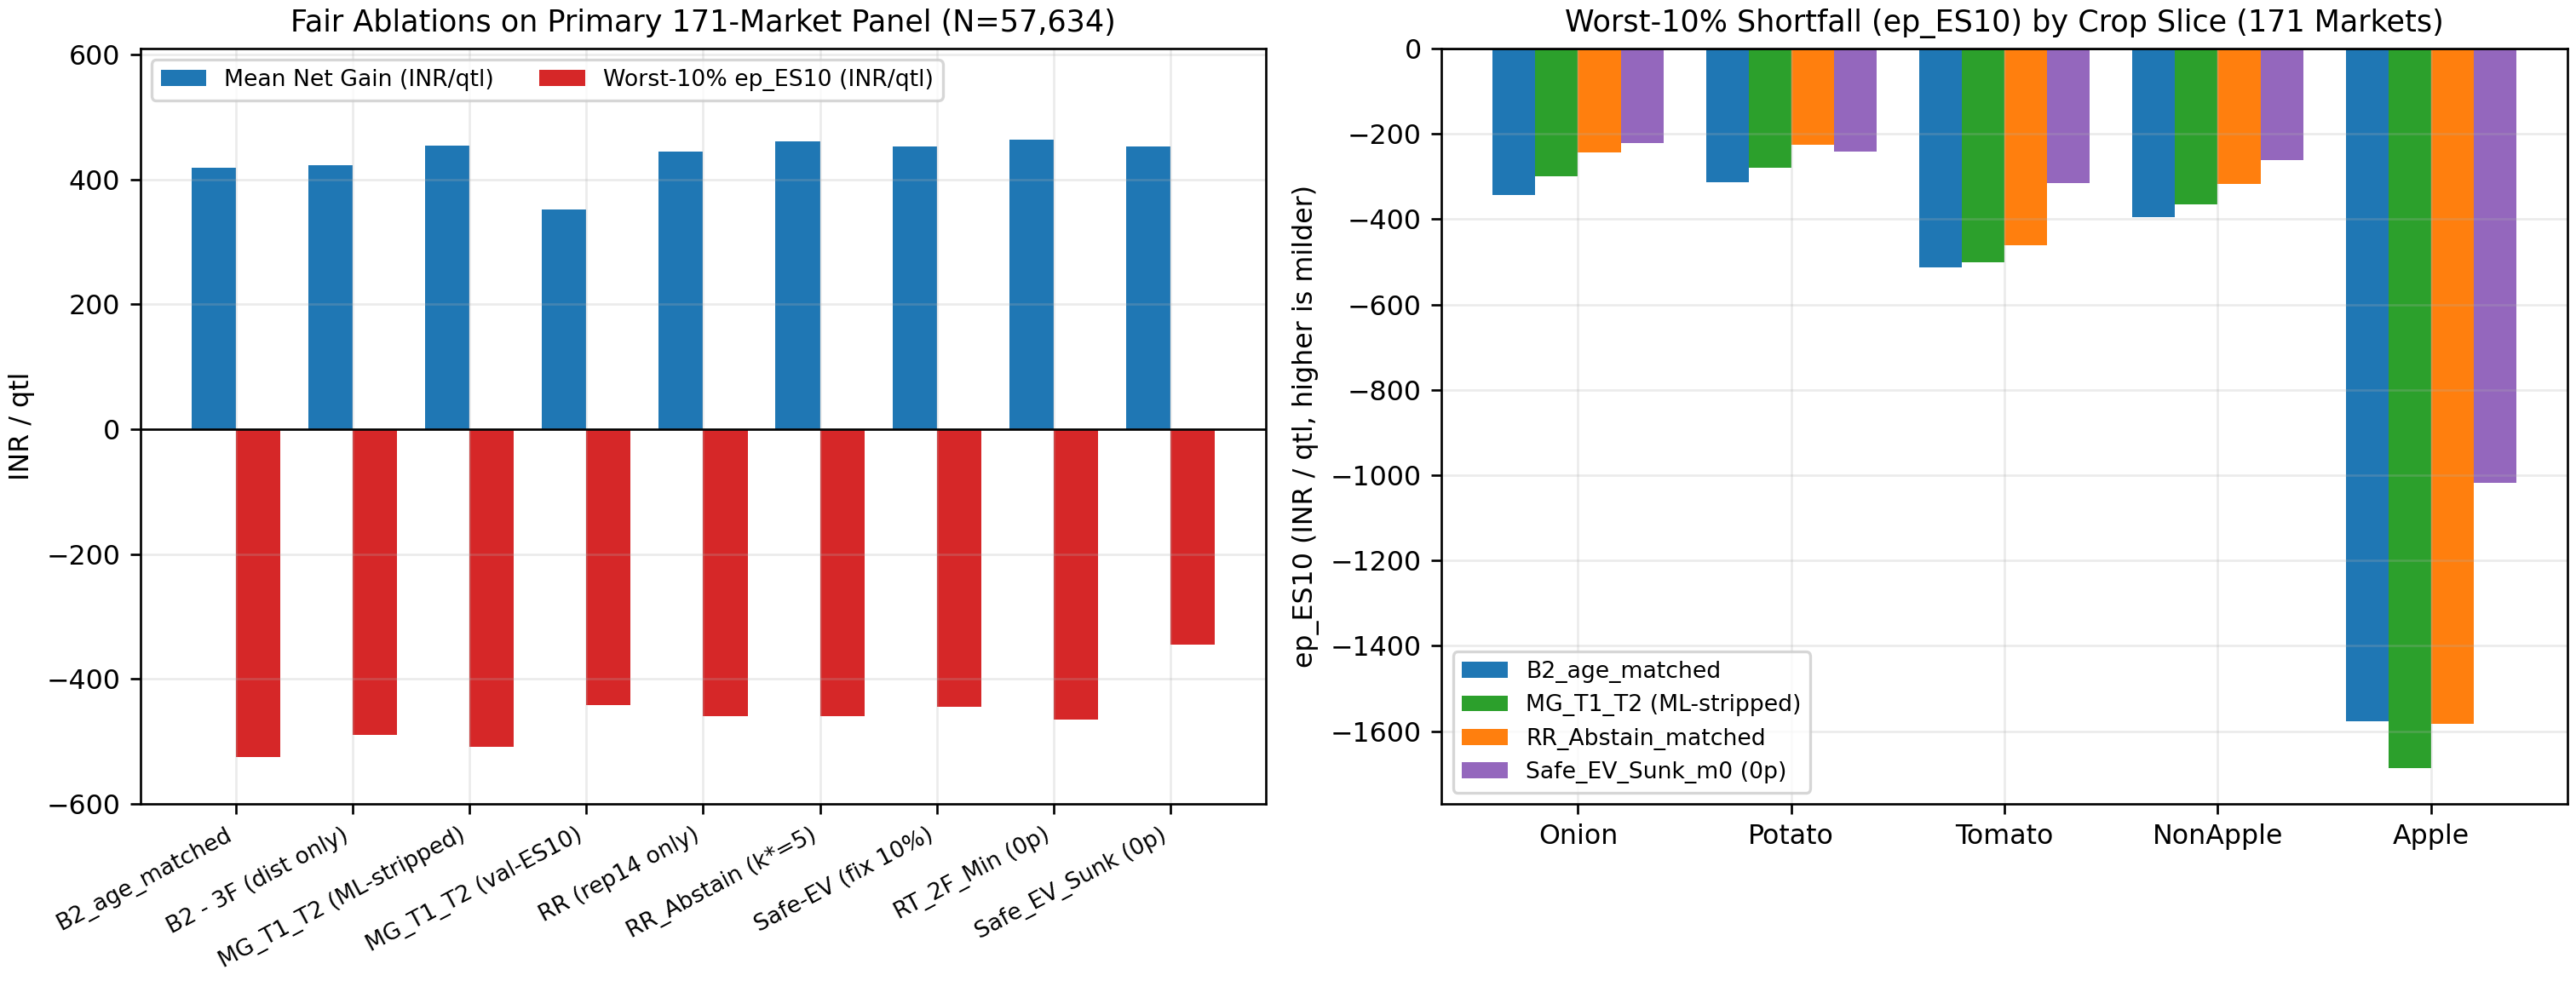 Fair Ablations on Primary 171-Market Panel (N=57,634)
Mean Net Gain (INR/qtl)
Worst-10% ep_ES10 (INR/qtl)
INR / qtl
600
400
200
0
−200
−400
−600
B2_age_matched
B2 - 3F (dist only)
MG_T1_T2 (ML-stripped)
MG_T1_T2 (val-ES10)
RR (rep14 only)
RR_Abstain (k*=5)
Safe-EV (fix 10%)
RT_2F_Min (0p)
Safe_EV_Sunk (0p)
Worst-10% Shortfall (ep_ES10) by Crop Slice (171 Markets)
ep_ES10 (INR / qtl, higher is milder)
0
−200
−400
−600
−800
−1000
−1200
−1400
−1600
B2_age_matched
MG_T1_T2 (ML-stripped)
RR_Abstain_matched
Safe_EV_Sunk_m0 (0p)
Onion
Potato
Tomato
NonApple
Apple